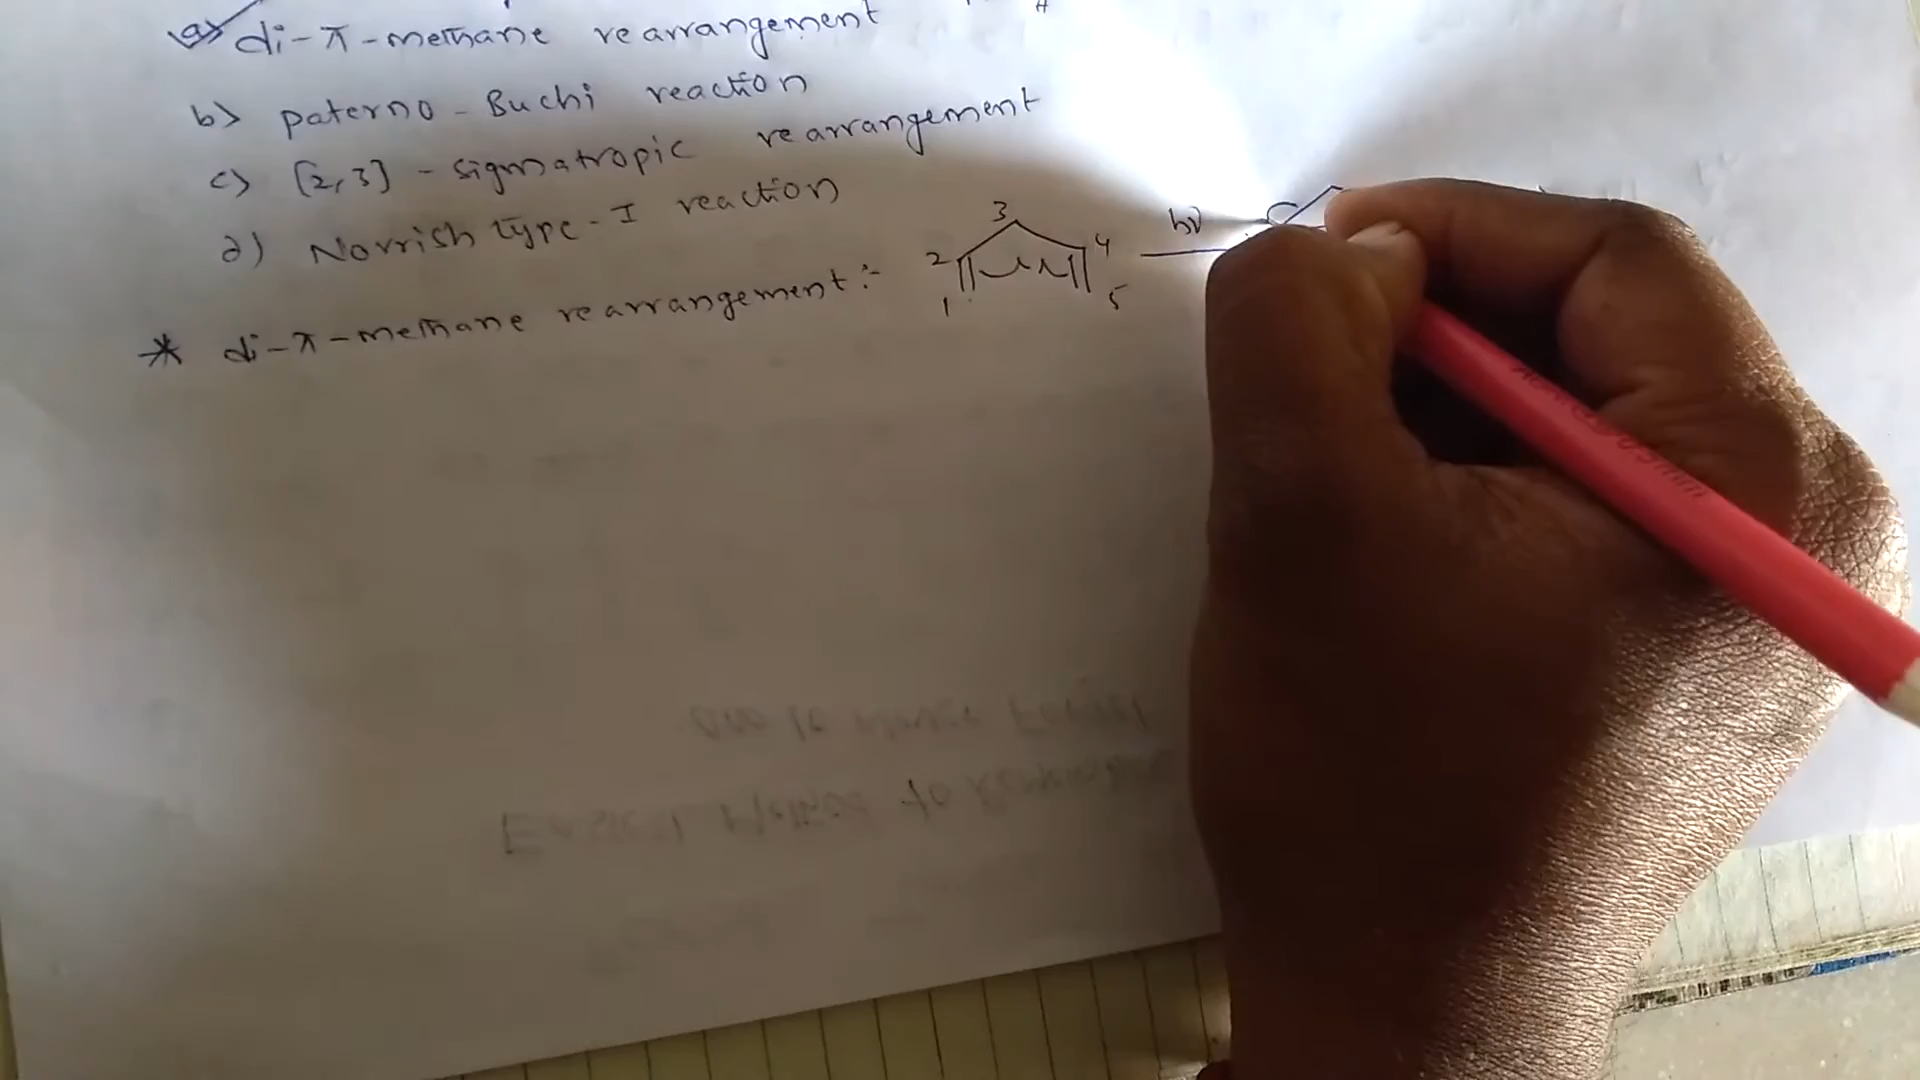 a) di-π-methane rearrangement
b) paterno-Buchi reaction
c) [2,3]-sigmatropic rearrangement
d) Norrish type-I reaction
* di-π-methane rearrangement :-
1 2 3 4 5 hν